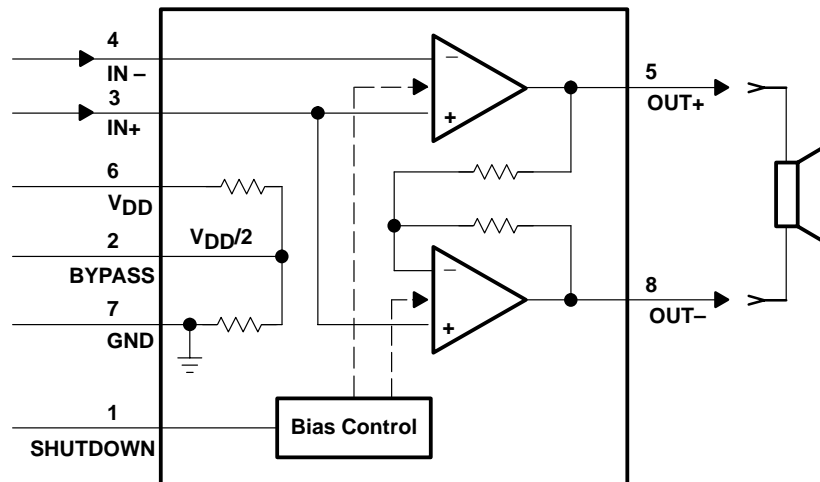 4
IN –
3
IN+
6
VDD
2
VDD/2
BYPASS
7
GND
1
SHUTDOWN
–
+
5
OUT+
–
+
8
OUT–
Bias Control